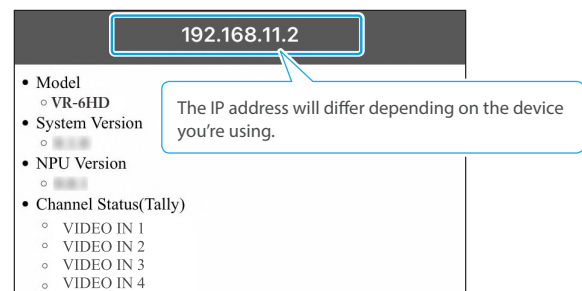 192.168.11.2
• Model
○ VR-6HD
The IP address will differ depending on the device
you're using.
• System Version
• NPU Version
• Channel Status(Tally)
○ VIDEO IN 1
○ VIDEO IN 2
○ VIDEO IN 3
○ VIDEO IN 4